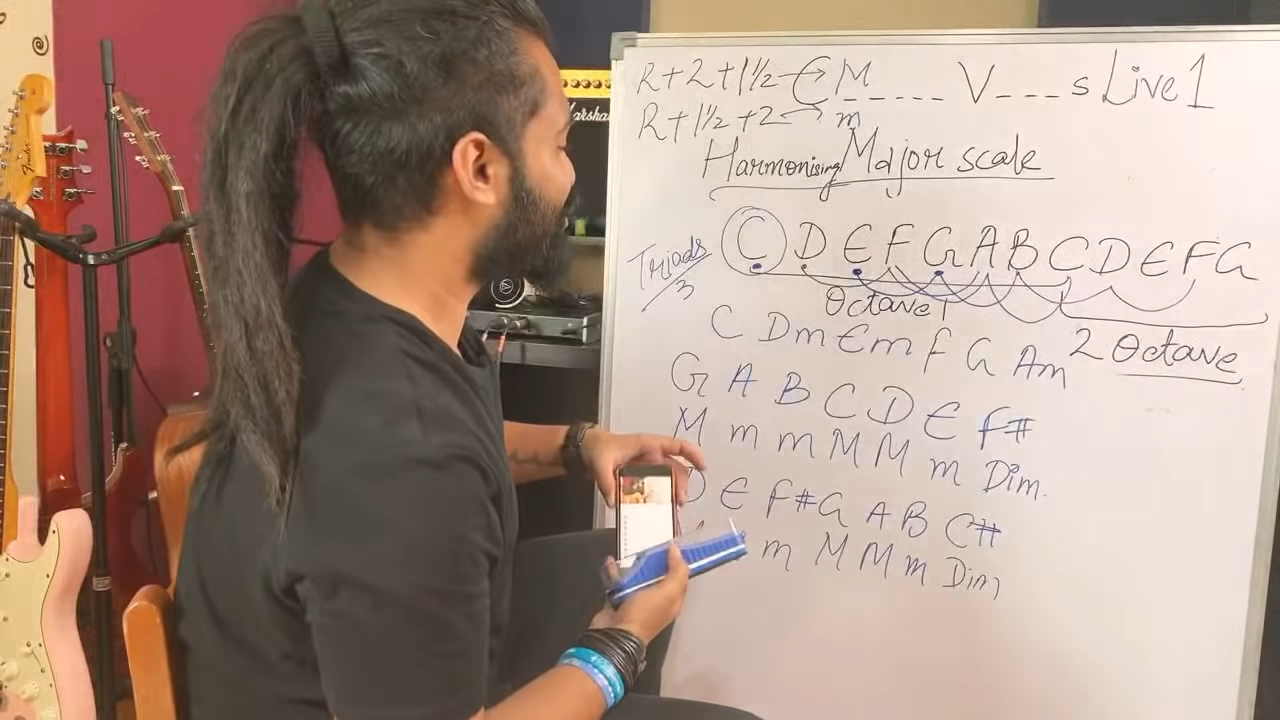 R+2+1½ → M
R+1½+2 → m
------ V---s Live 1
Harmonising Major scale
Triads
3
C D E F G A B C D E F G
Octave 1
2 Octave
C Dm Em F G Am
G A B C D E F#
M m m M M m Dim.
D E F# G A B C#
m M M m Dim
Marshall
Fender